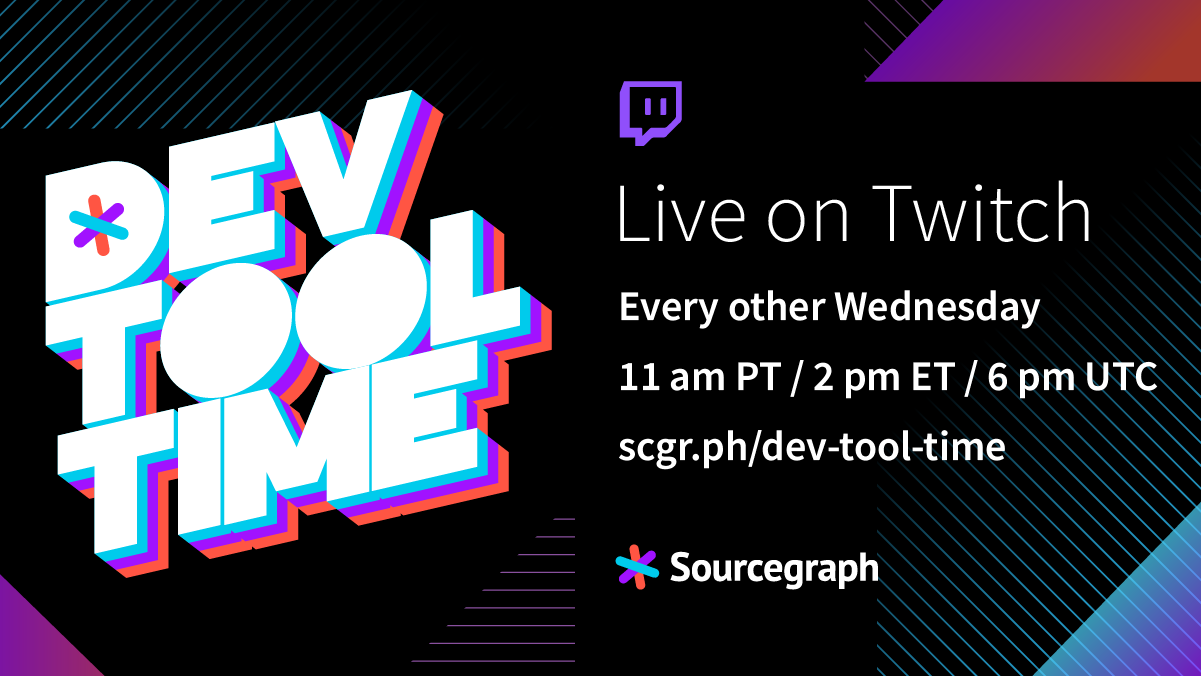 DEV
TOOL
TIME
Live on Twitch
Every other Wednesday
11 am PT / 2 pm ET / 6 pm UTC
scgr.ph/dev-tool-time
Sourcegraph